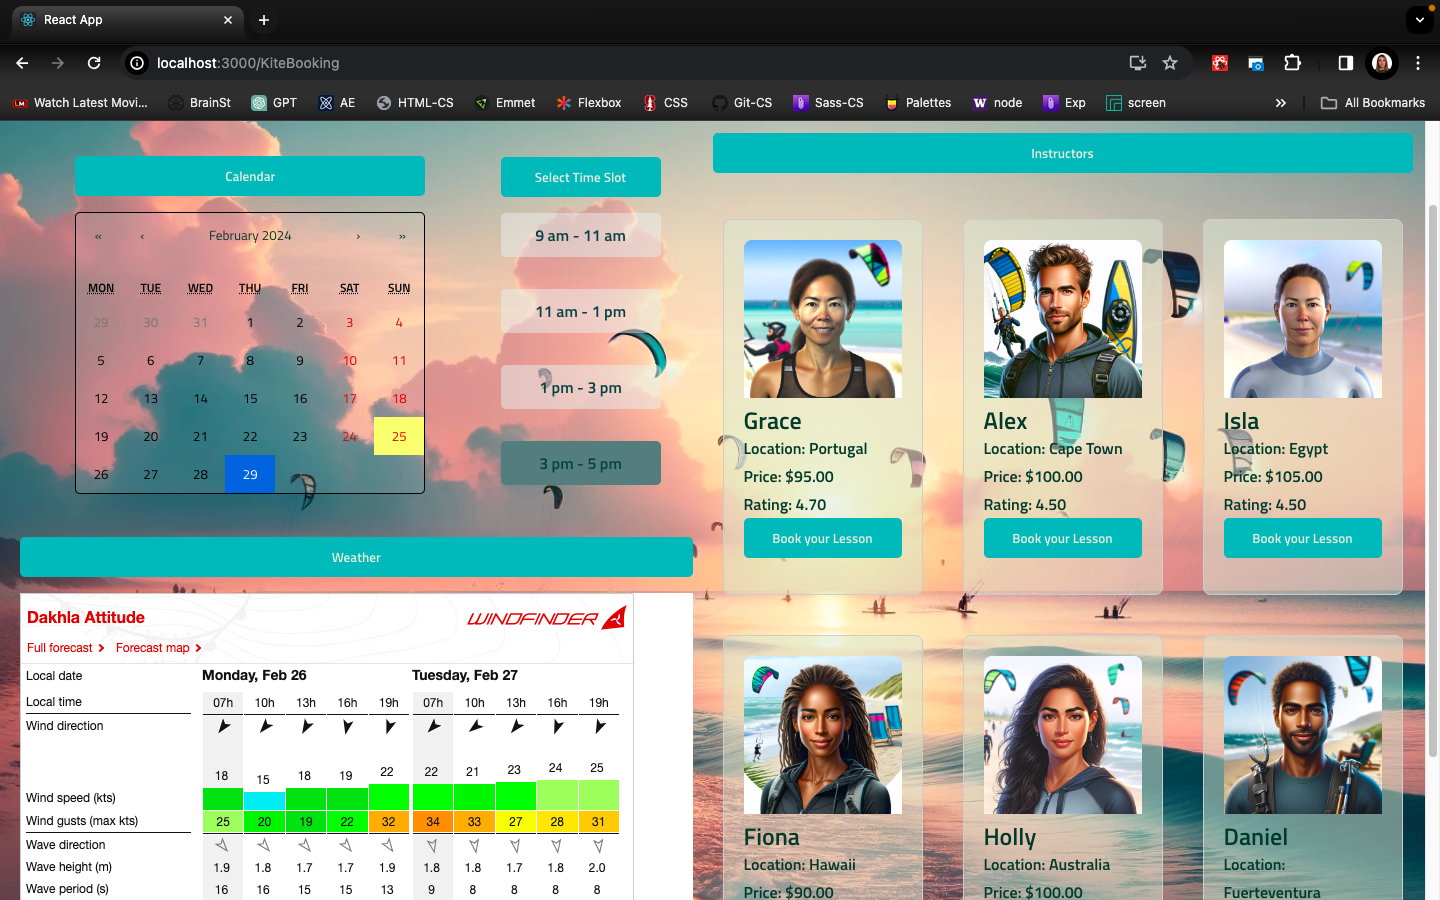 React App
localhost:3000/KiteBooking
Watch Latest Movi...
BrainSt
GPT
AE
HTML-CS
Emmet
Flexbox
CSS
Git-CS
Sass-CS
Palettes
node
Exp
screen
»
All Bookmarks
Calendar
Select Time Slot
Instructors
« ‹ February 2024 › »
MON TUE WED THU FRI SAT SUN
29 30 31 1 2 3 4
5 6 7 8 9 10 11
12 13 14 15 16 17 18
19 20 21 22 23 24 25
26 27 28 29 1 2 3
9 am - 11 am
11 am - 1 pm
1 pm - 3 pm
3 pm - 5 pm
Weather
Dakhla Attitude
WINDFINDER
Full forecast Forecast map
Local date Monday, Feb 26 Tuesday, Feb 27
Local time 07h 10h 13h 16h 19h 07h 10h 13h 16h 19h
Wind direction
18 15 18 19 22 22 21 23 24 25
Wind speed (kts)
Wind gusts (max kts) 25 20 19 22 32 34 33 27 28 31
Wave direction
Wave height (m) 1.9 1.8 1.7 1.7 1.9 1.8 1.8 1.7 1.8 2.0
Wave period (s) 16 16 15 15 13 9 8 8 8 8
Grace
Location: Portugal
Price: $95.00
Rating: 4.70
Book your Lesson
Alex
Location: Cape Town
Price: $100.00
Rating: 4.50
Book your Lesson
Isla
Location: Egypt
Price: $105.00
Rating: 4.50
Book your Lesson
Fiona
Location: Hawaii
Price: $90.00
Holly
Location: Australia
Price: $100.00
Daniel
Location:
Fuerteventura